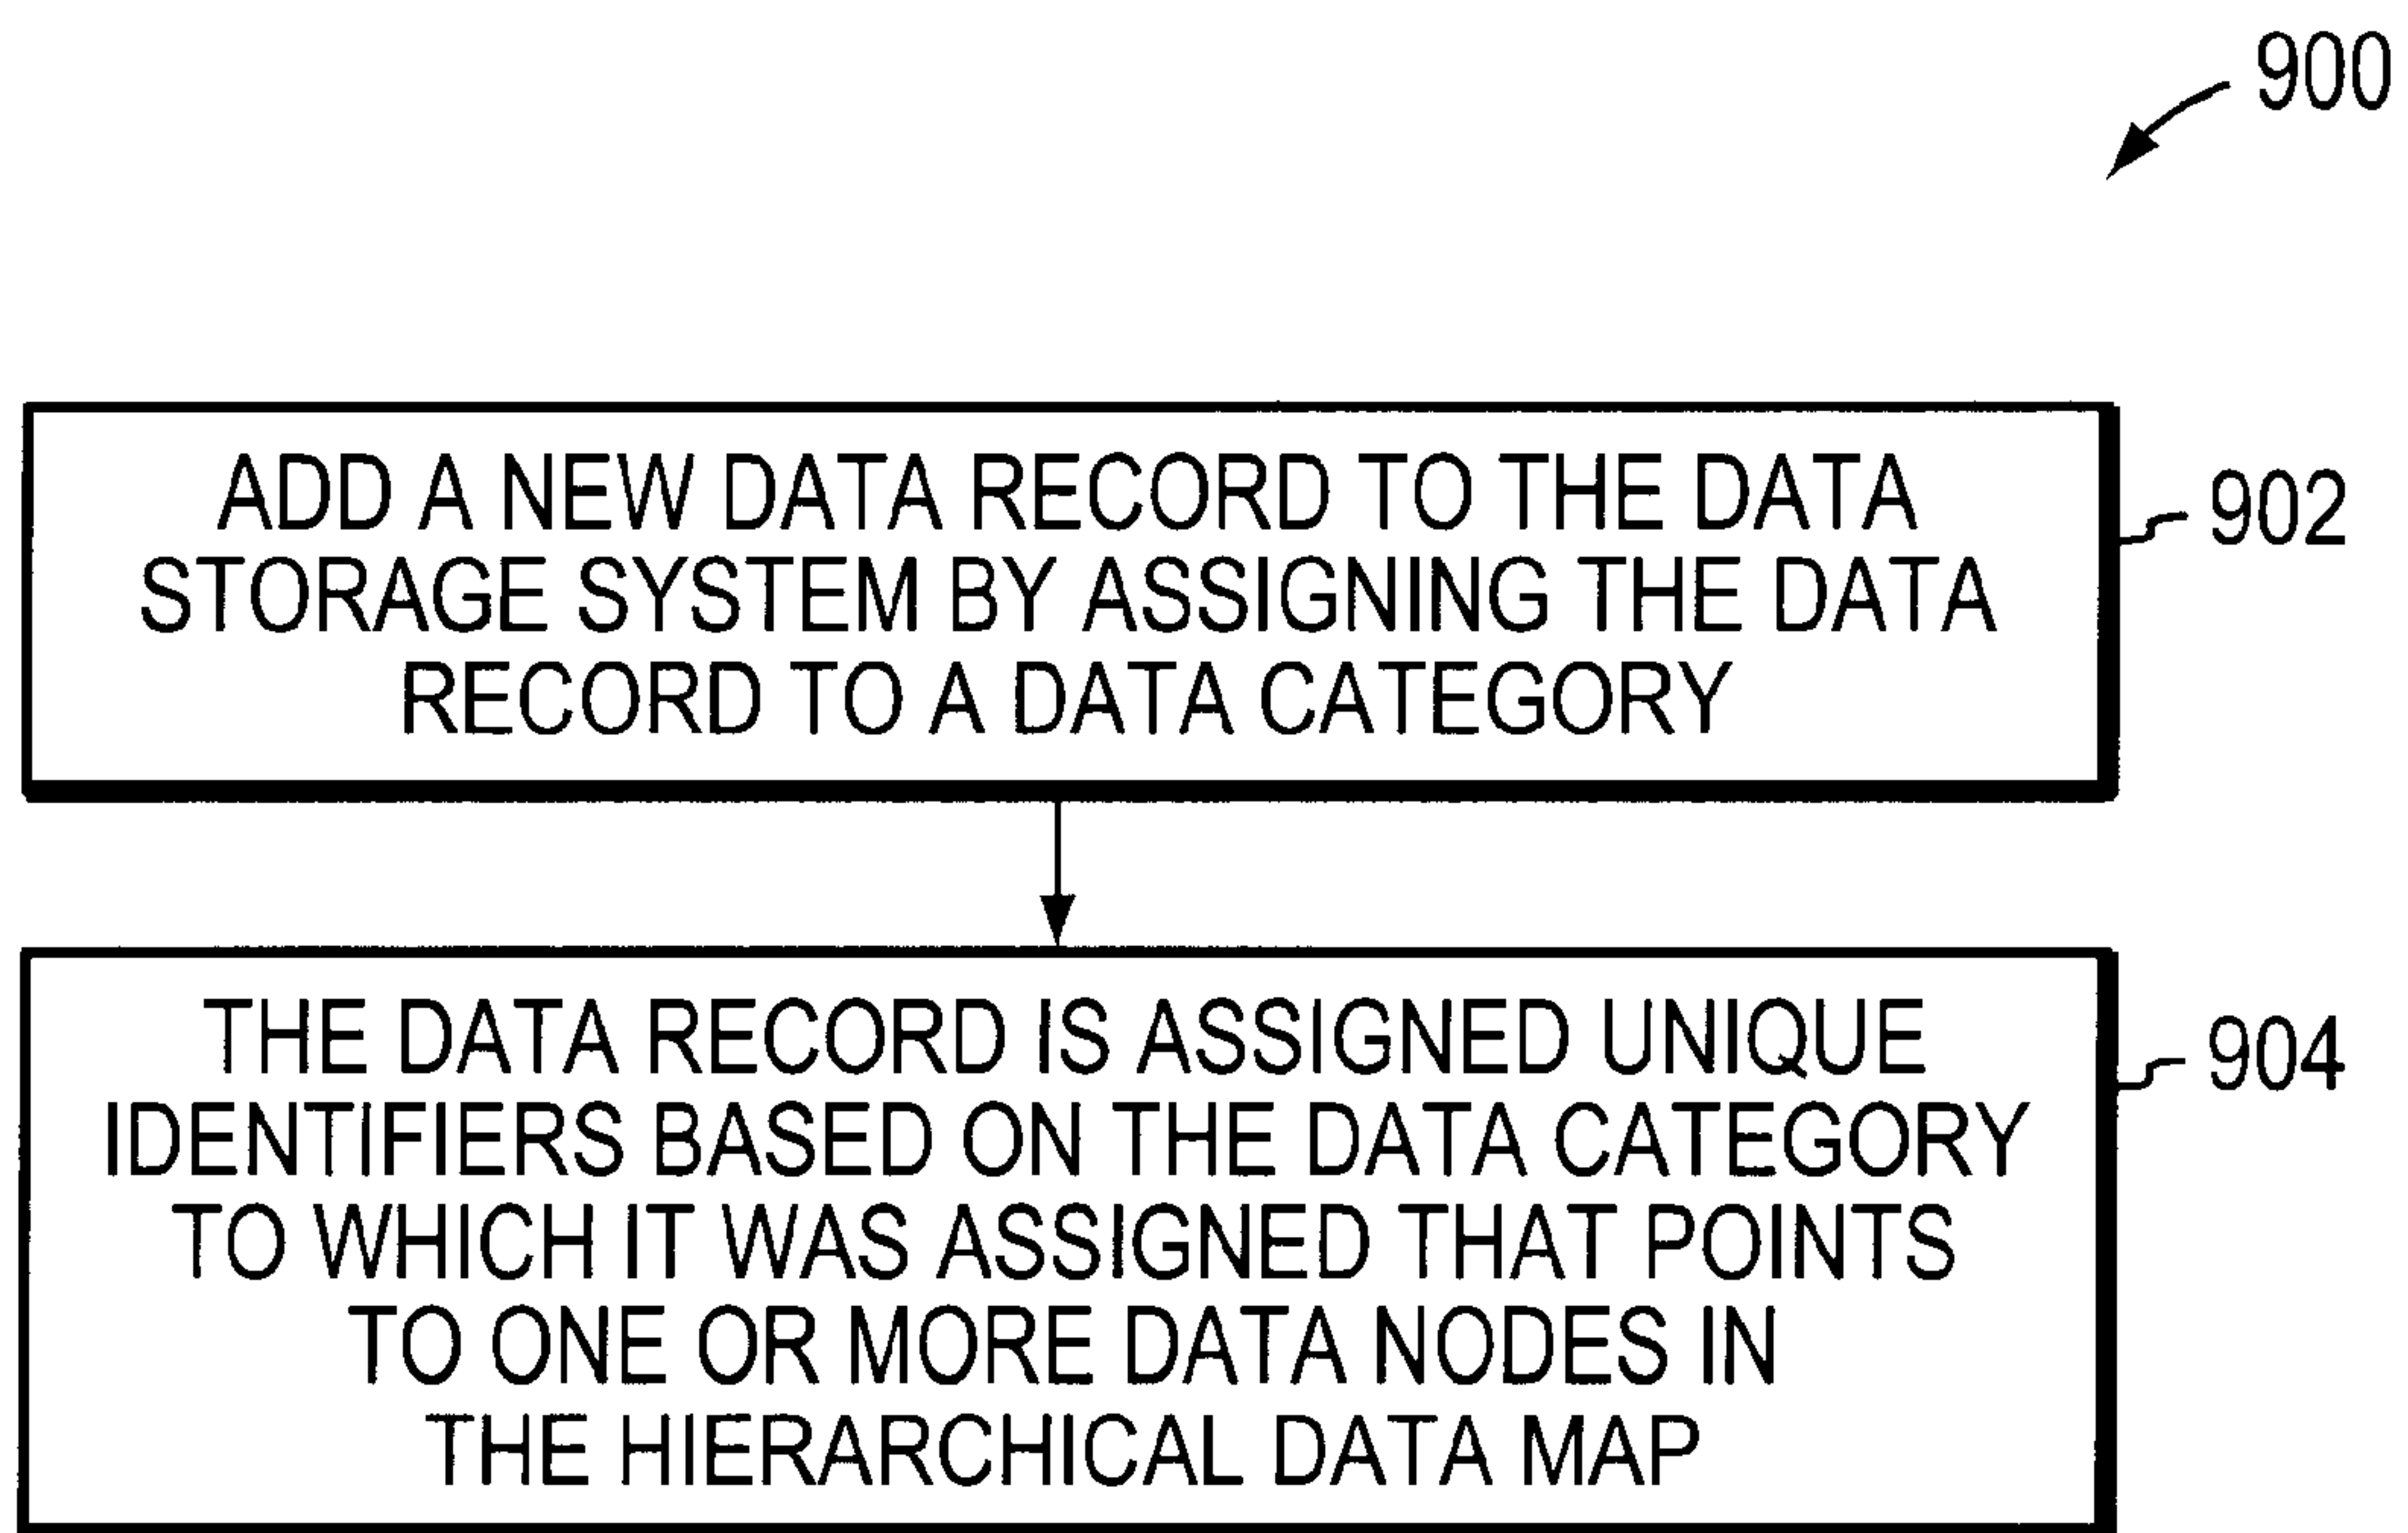 900
ADD A NEW DATA RECORD TO THE DATA
STORAGE SYSTEM BY ASSIGNING THE DATA
RECORD TO A DATA CATEGORY
902
THE DATA RECORD IS ASSIGNED UNIQUE
IDENTIFIERS BASED ON THE DATA CATEGORY
TO WHICH IT WAS ASSIGNED THAT POINTS
TO ONE OR MORE DATA NODES IN
THE HIERARCHICAL DATA MAP
904